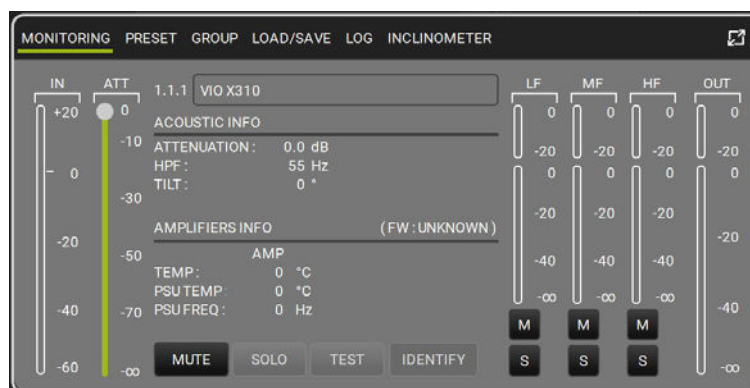 MONITORING PRESET GROUP LOAD/SAVE LOG INCLINOMETER
IN ATT LF MF HF OUT
1.1.1 VIO X310
+20 0 0 0 0 0
ACOUSTIC INFO
-10 ATTENUATION : 0.0 dB -20 -20 -20 -20
HPF : 55 Hz
0 0 0 0 0
TILT : 0 °
-30
-20 -20 -20
AMPLIFIERS INFO (FW : UNKNOWN)
-20 -20
-50 AMP -40 -40 -40
TEMP : 0 °C
PSU TEMP : 0 °C
-∞ -∞ -∞
-40 -70 PSU FREQ : 0 Hz -40
M M M
MUTE SOLO TEST IDENTIFY S S S
-60 -∞ -∞